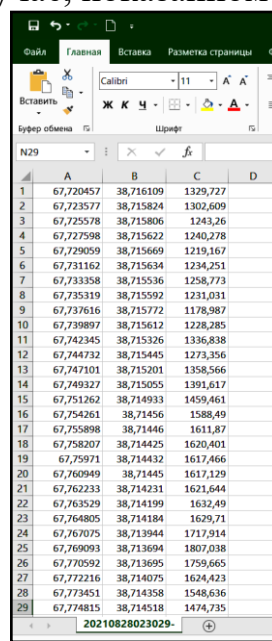 Файл Главная Вставка Разметка страницы
Calibri 11 A A
Вставить Ж К Ч A
Буфер обмена Шрифт
N29 fx
A B C D
1 67,720457 38,716109 1329,727
2 67,723577 38,715824 1302,609
3 67,725578 38,715806 1243,26
4 67,727598 38,715622 1240,278
5 67,729059 38,715669 1219,167
6 67,731162 38,715634 1234,251
7 67,733358 38,715536 1258,773
8 67,735319 38,715592 1231,031
9 67,737616 38,715772 1178,987
10 67,739897 38,715612 1228,285
11 67,742345 38,715326 1336,838
12 67,744732 38,715445 1273,356
13 67,747101 38,715201 1358,566
14 67,749327 38,715055 1391,617
15 67,751262 38,714933 1459,461
16 67,754261 38,71456 1588,49
17 67,755898 38,71446 1611,87
18 67,758207 38,714425 1620,401
19 67,75971 38,714432 1617,466
20 67,760949 38,71445 1617,129
21 67,762233 38,714231 1621,644
22 67,763529 38,714199 1632,49
23 67,764805 38,714184 1629,71
24 67,767075 38,713944 1717,914
25 67,769093 38,713694 1807,038
26 67,770592 38,713695 1759,665
27 67,772216 38,714075 1624,423
28 67,773451 38,714358 1548,636
29 67,774815 38,714518 1474,735
20210828023029-